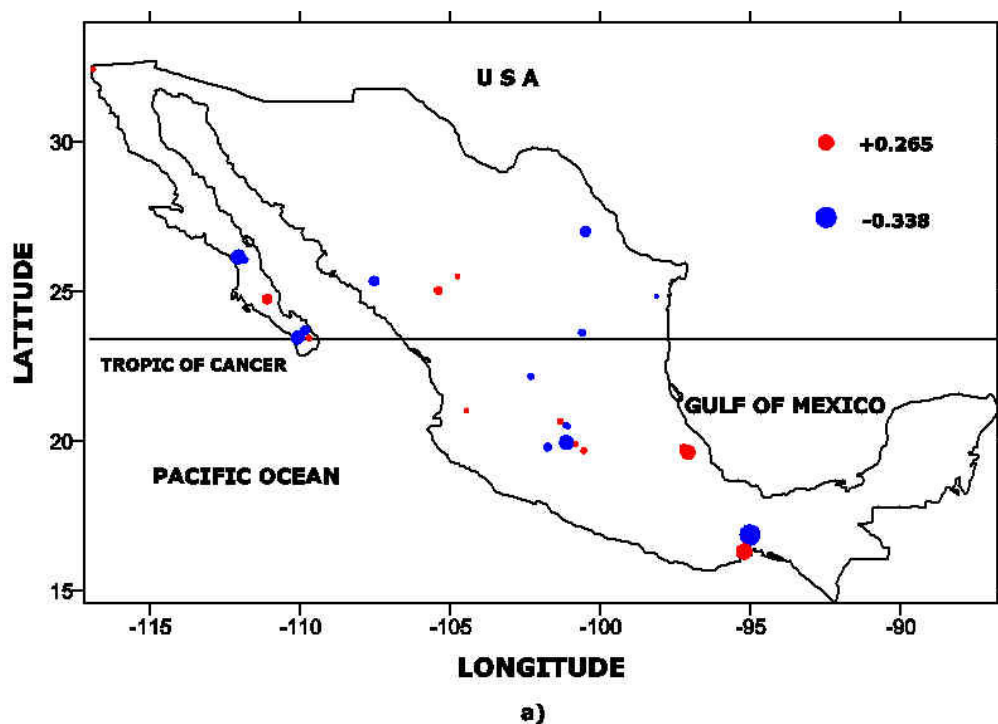 U S A
30
+0.265
-0.338
LATITUDE
25
TROPIC OF CANCER
GULF OF MEXICO
20
PACIFIC OCEAN
15
-115
-110
-105
-100
-95
-90
LONGITUDE
a)